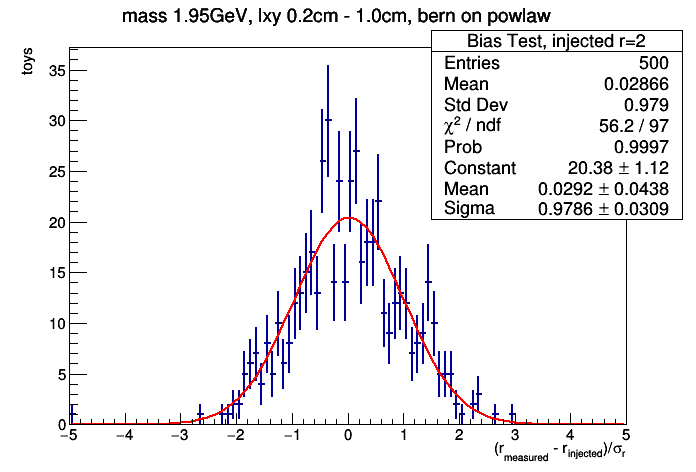 mass 1.95GeV, lxy 0.2cm - 1.0cm, bern on powlaw
Bias Test, injected r=2
Entries 500
Mean 0.02866
Std Dev 0.979
χ² / ndf 56.2 / 97
Prob 0.9997
Constant 20.38 ± 1.12
Mean 0.0292 ± 0.0438
Sigma 0.9786 ± 0.0309
toys
35
30
25
20
15
10
5
0
−5 −4 −3 −2 −1 0 1 2 3 4 5
(r_measured - r_injected)/σ_r